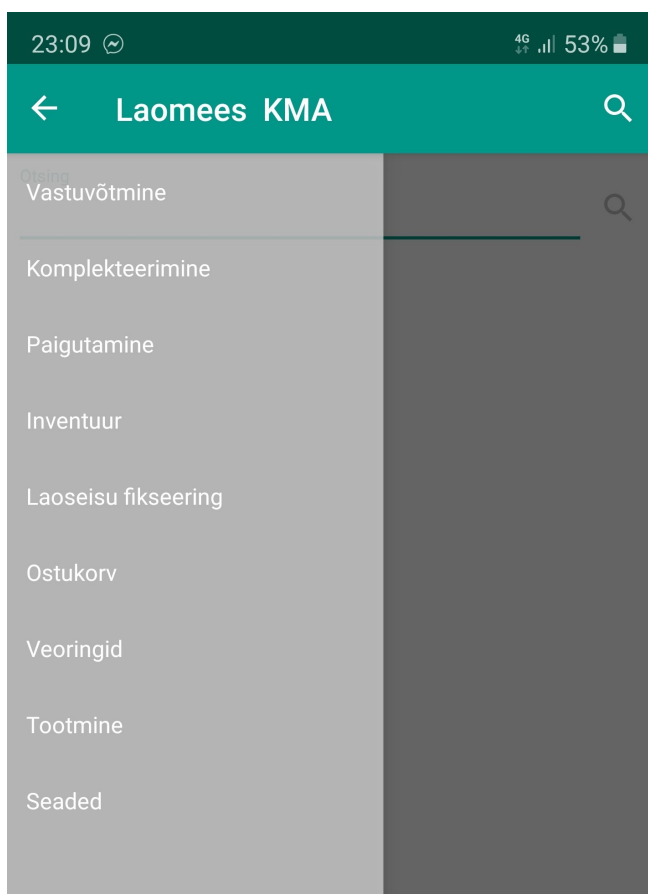 23:09 4G 53%
Laomees KMA
Otsing
Vastuvõtmine
Komplekteerimine
Paigutamine
Inventuur
Laoseisu fikseering
Ostukorv
Veoringid
Tootmine
Seaded